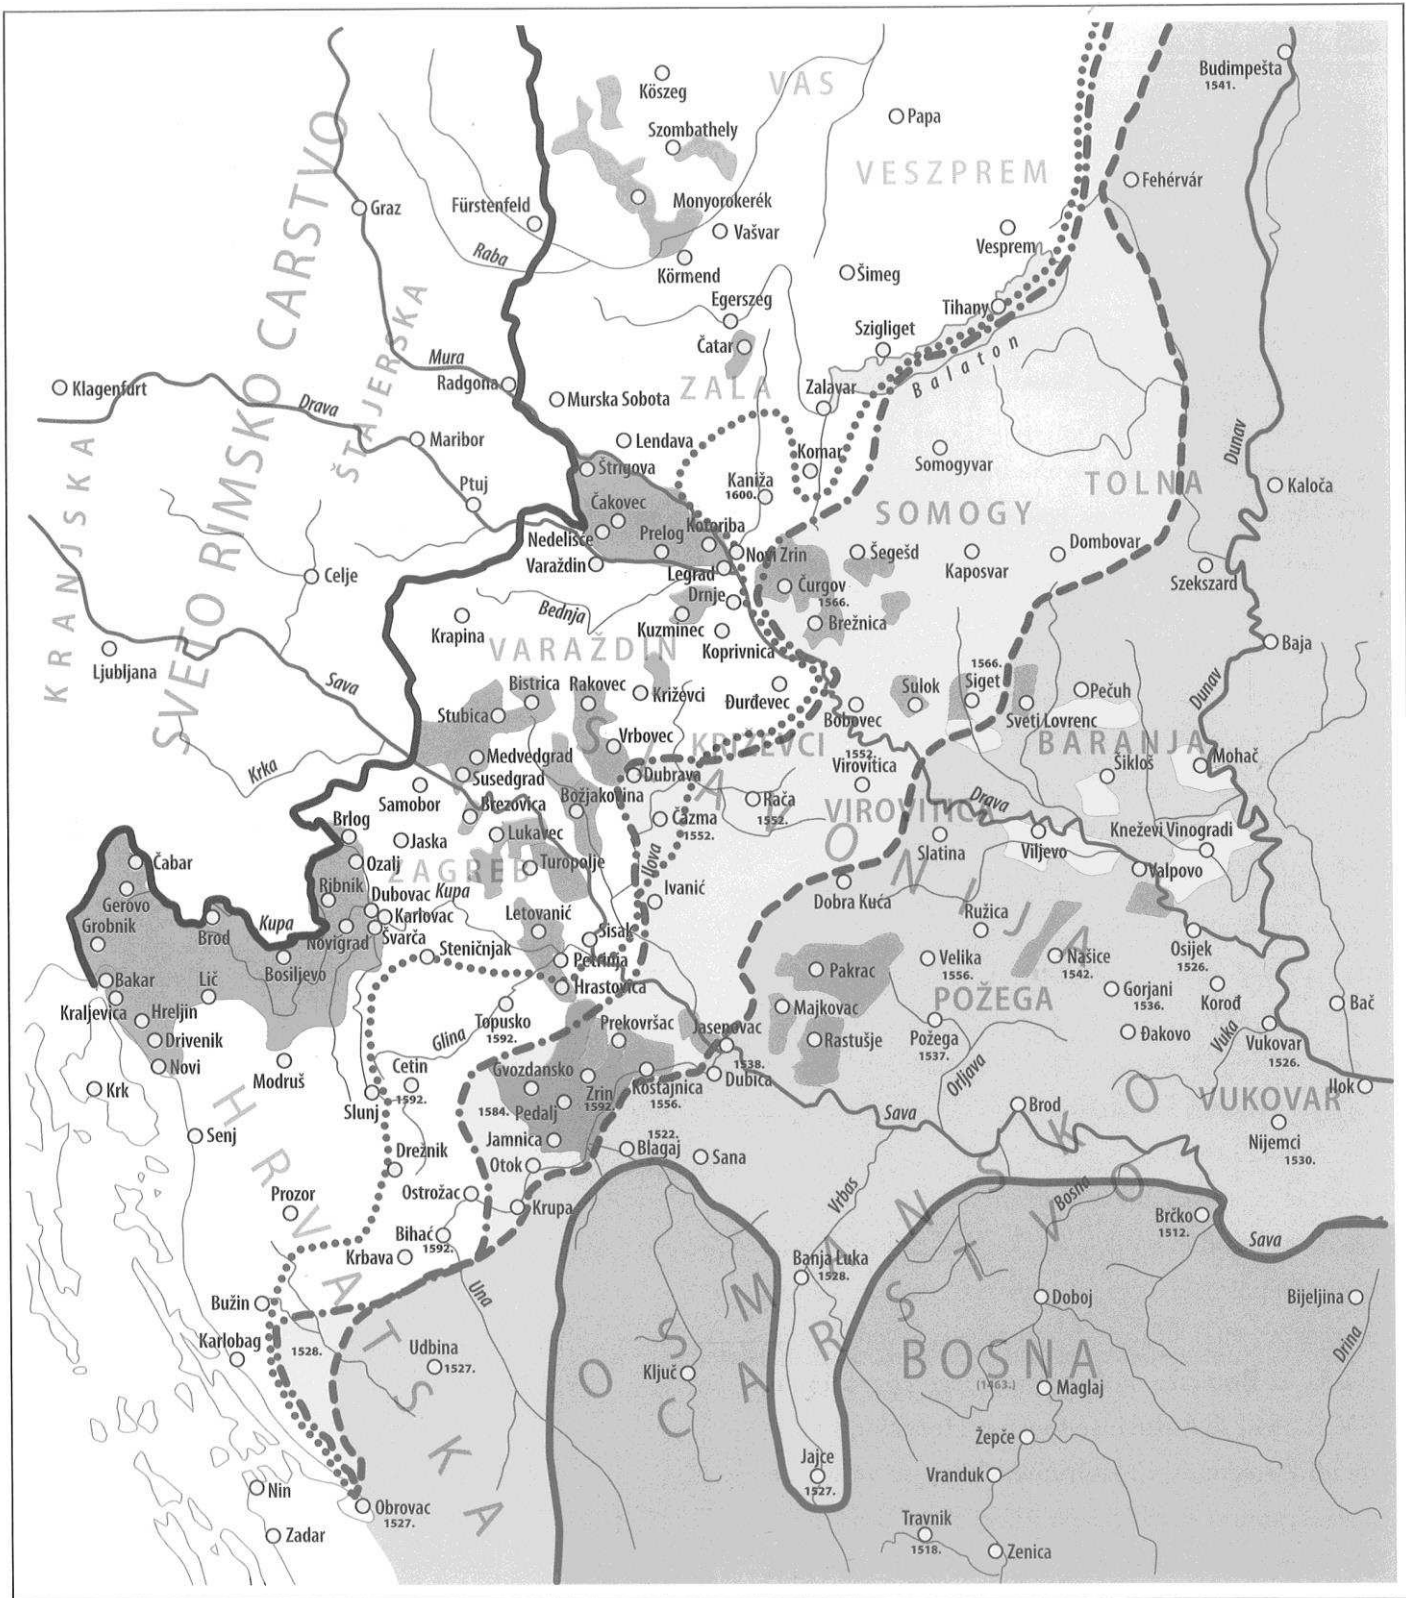 Budimpešta
1541.
Köszeg
VAS
Papa
Szombathely
VESZPREM
Fehérvár
Monyorokerék
Graz
Fürstenfeld
Vašvar
Vesprem
Raba
Körmend
Šimeg
Egerszeg
Tihany
Szigliget
Čatar
Balaton
Mura
Radgona
ZALA
Zalavar
Klagenfurt
Murska Sobota
Drava
Maribor
Lendava
Komar
Somogyvar
Dunav
SVETO RIMSKO CARSTVO
ŠTAJERSKA
KRANJSKA
Štrigova
Kaniža
1600.
TOLNA
Kaloča
Ptuj
Čakovec
SOMOGY
Nedelišće
Prelog
Kotoriba
Novi Zrin
Šegešd
Dombovar
Varaždin
Legrad
Kaposvar
Szekszard
Celje
Drnje
Čurgov
1566.
Bednja
Krapina
Kuzminec
Brežnica
Koprivnica
VARAŽDIN
Baja
Ljubljana
Sava
Bistrica
Rakovec
Križevci
Đurđevec
Sulok
1566.
Siget
Pečuh
Dunav
Stubica
Bobovec
Sveti Lovrenc
Vrbovec
KRIŽEVCI
BARANJA
Medvedgrad
1552.
Virovitica
Šikloš
Mohač
Krka
Susedgrad
Dubrava
Samobor
Brezovica
Božjakovina
Rača
1552.
VIROVITICA
Drava
Brlog
Čazma
1552.
Kneževi Vinogradi
Jaska
Lukavec
Slatina
Viljevo
Čabar
Ozalj
ZAGREB
Turopolje
Ilova
Valpovo
Gerovo
Ribnik
Dubovac
Kupa
Ivanić
Dobra Kuća
Grobnik
Kupa
Karlovac
Letovanić
Ružica
Brod
Novigrad
Švarča
Sisak
Osijek
1526.
Bosiljevo
Steničnjak
Petrinja
Velika
1556.
Našice
1542.
Bakar
Lič
Hrastovica
Pakrac
Gorjani
1536.
Korođ
Bač
Kraljevica
Hreljin
Topusko
1592.
Prekovršac
Majkovac
POŽEGA
Jasenovac
1538.
Drivenik
Glina
Rastušje
Požega
1537.
Đakovo
Vuka
Vukovar
1526.
Novi
Modruš
Cetin
1592.
Gvozdansko
1584.
Kostajnica
1556.
Dubica
Orljava
Ilok
Krk
Zrin
1592.
Pedalj
Slunj
Sava
Brod
VUKOVAR
Senj
Jamnica
1522.
Blagaj
Sana
Nijemci
1530.
Drežnik
Otok
Prozor
Ostrožac
Krupa
Vrbas
Bosna
Brčko
1512.
Bihać
1592.
Sava
Krbava
Banja Luka
1528.
Una
Bužin
Doboj
Bijeljina
Karlobag
1528.
Udbina
1527.
Drina
Ključ
BOSNA
(1463.)
Maglaj
Žepče
Jajce
1527.
Vranduk
Nin
Obrovac
1527.
Travnik
1518.
Zadar
Zenica
SLAVONIJA
HRVATSKA
OSMANSKO
CARSTVO